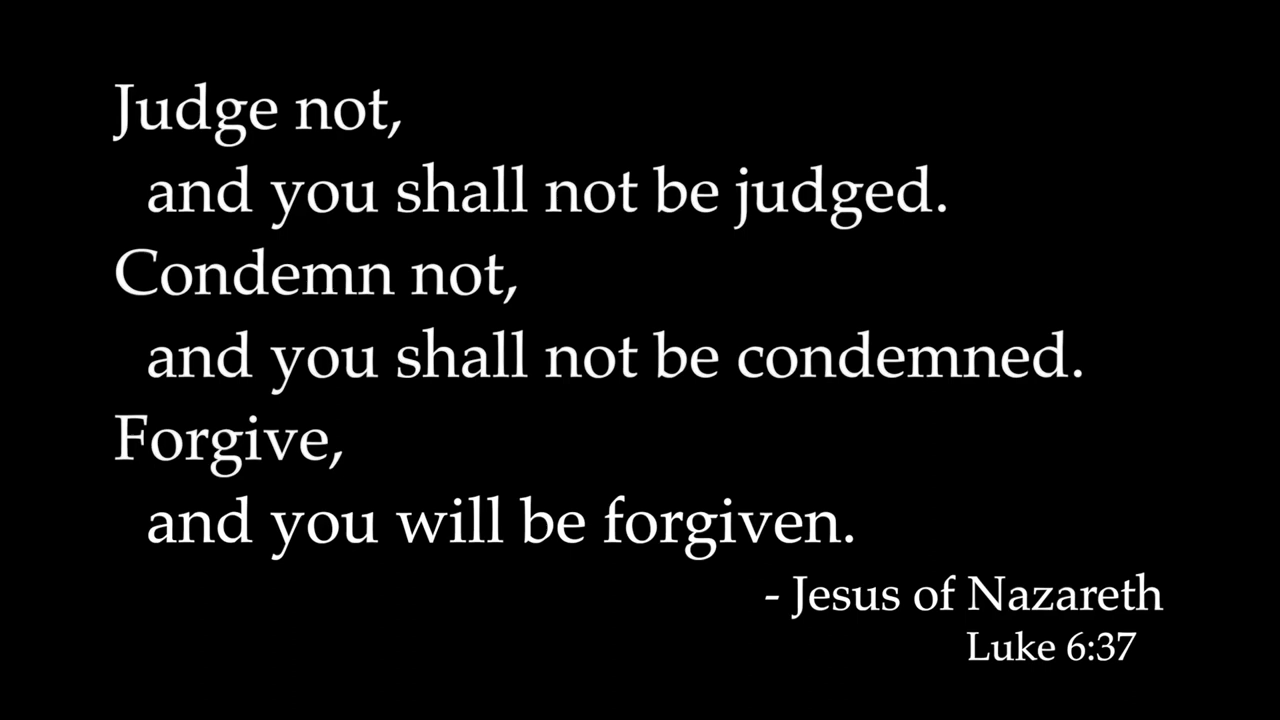 Judge not,
and you shall not be judged.
Condemn not,
and you shall not be condemned.
Forgive,
and you will be forgiven.
- Jesus of Nazareth
Luke 6:37